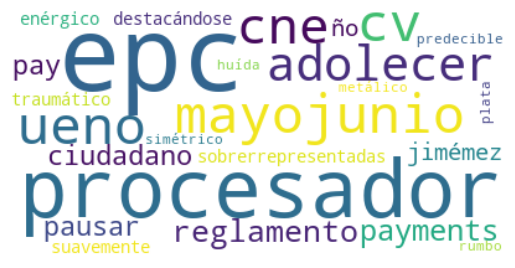 enérgico destacándose cne ño cv predecible
pay epc huída adolecer
traumático metálico plata
ueno mayojunio
simétrico
ciudadano sobrerrepresentadas jimémez
procesador
pausar reglamento payments
suavemente rumbo